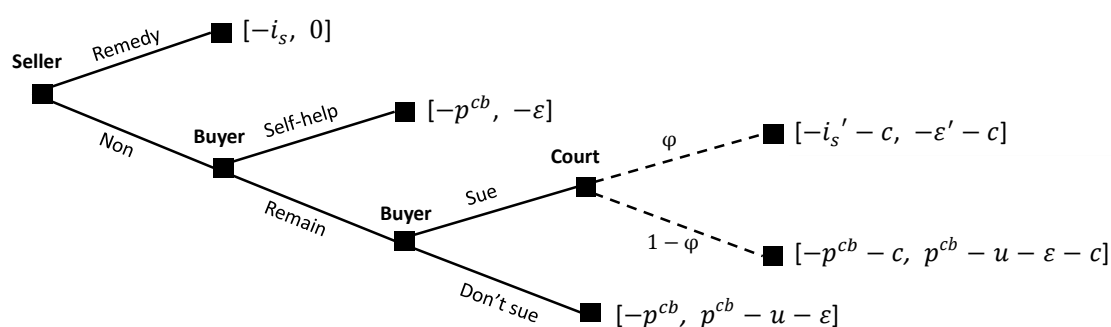 Remedy
[−i_s, 0]
Seller
Non
Buyer
Self-help
[−p^{cb}, −ε]
Remain
Buyer
Sue
Court
φ
[−i_s′ − c, −ε′ − c]
1 − φ
[−p^{cb} − c, p^{cb} − u − ε − c]
Don't sue
[−p^{cb}, p^{cb} − u − ε]